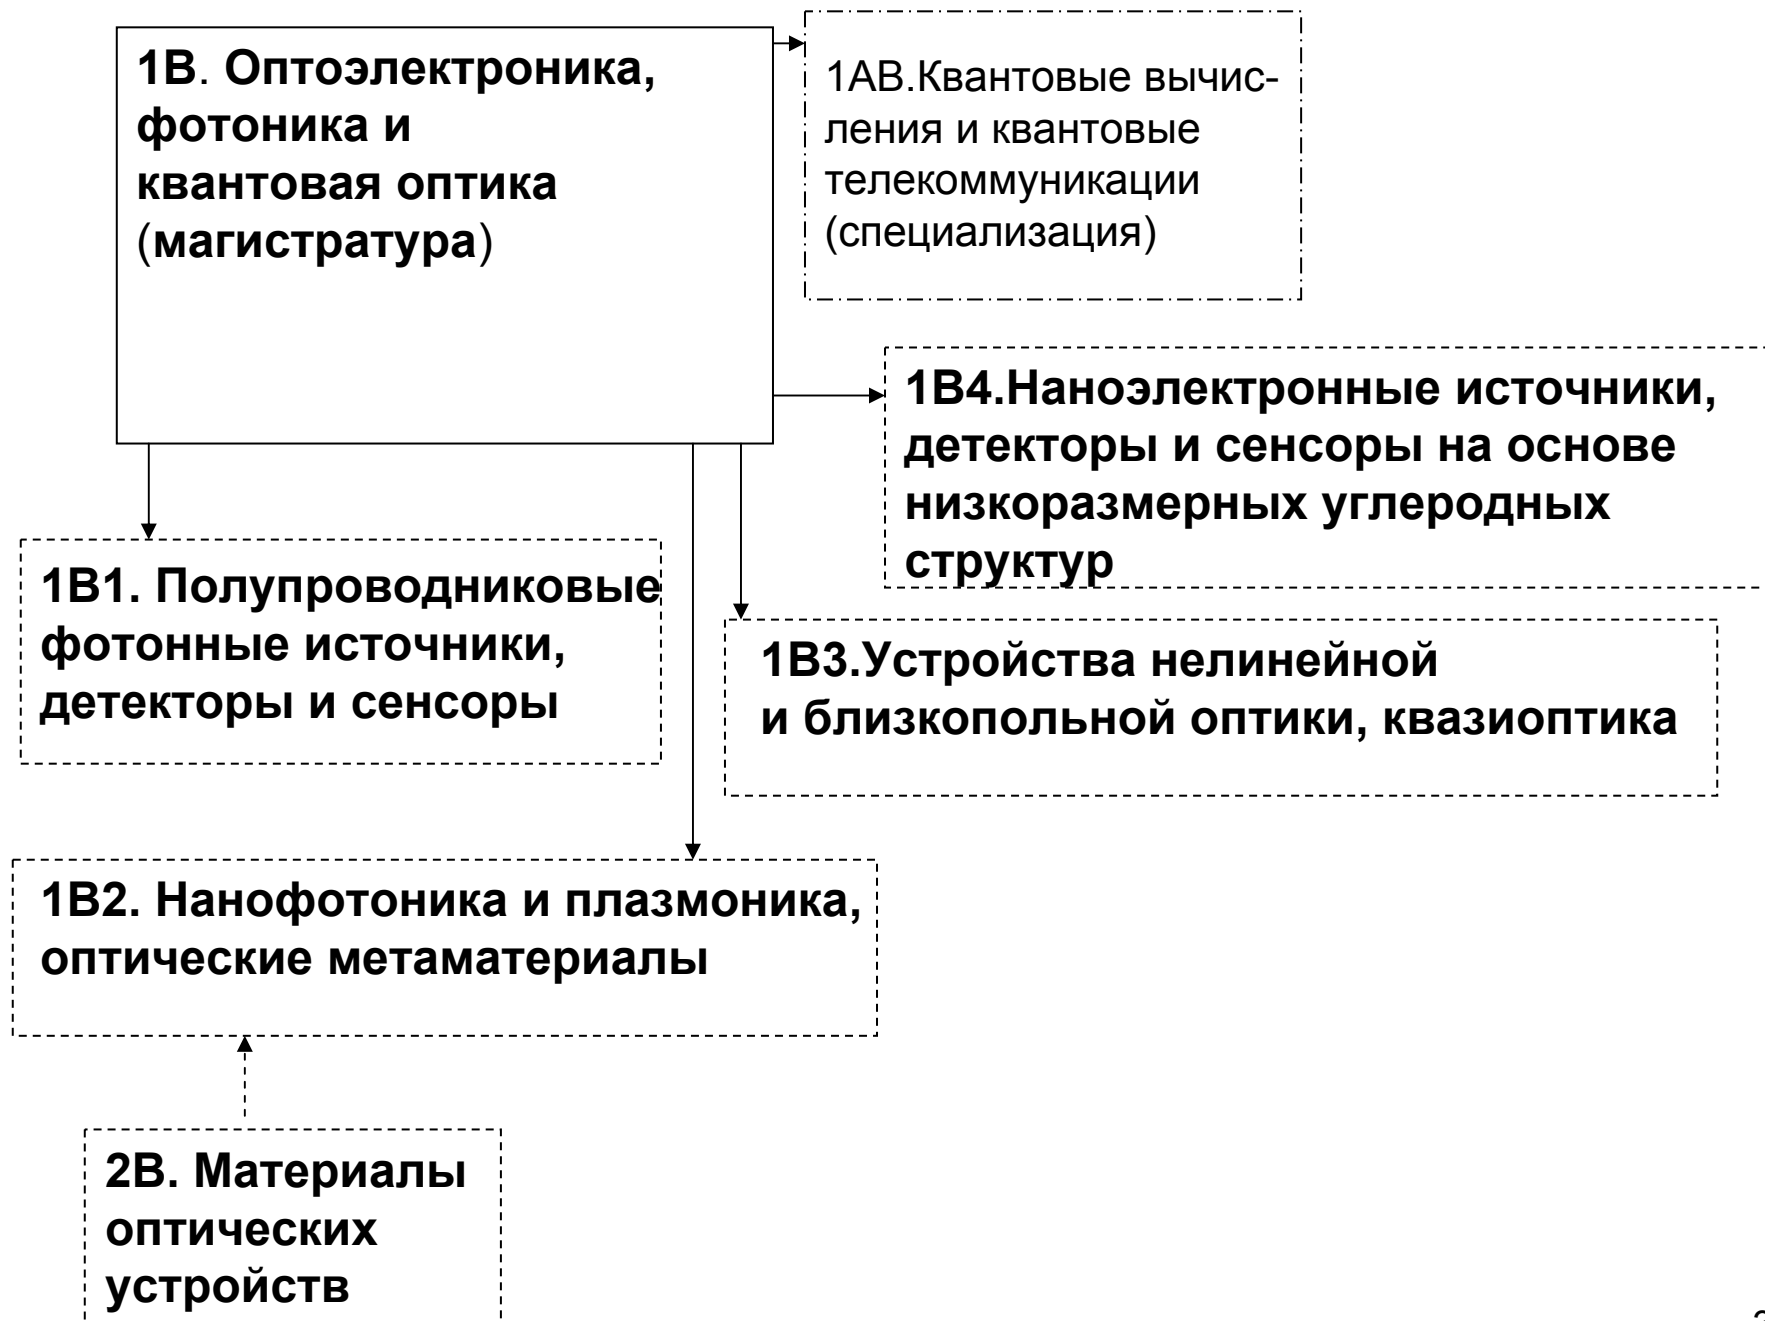 1В. Оптоэлектроника,
фотоника и
квантовая оптика
(магистратура)
1АВ.Квантовые вычис-
ления и квантовые
телекоммуникации
(специализация)
1В4.Наноэлектронные источники,
детекторы и сенсоры на основе
низкоразмерных углеродных
структур
1В1. Полупроводниковые
фотонные источники,
детекторы и сенсоры
1В3.Устройства нелинейной
и близкопольной оптики, квазиоптика
1В2. Нанофотоника и плазмоника,
оптические метаматериалы
2В. Материалы
оптических
устройств